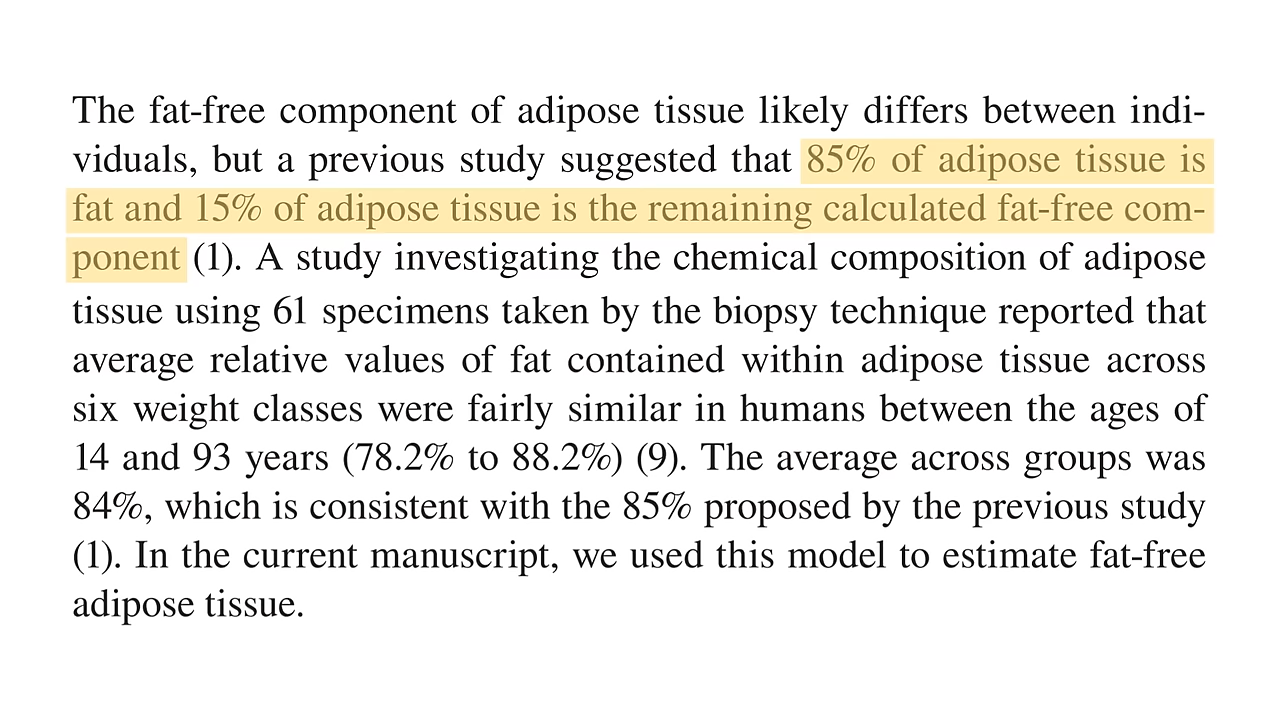 The fat-free component of adipose tissue likely differs between indi-
viduals, but a previous study suggested that 85% of adipose tissue is
fat and 15% of adipose tissue is the remaining calculated fat-free com-
ponent (1). A study investigating the chemical composition of adipose
tissue using 61 specimens taken by the biopsy technique reported that
average relative values of fat contained within adipose tissue across
six weight classes were fairly similar in humans between the ages of
14 and 93 years (78.2% to 88.2%) (9). The average across groups was
84%, which is consistent with the 85% proposed by the previous study
(1). In the current manuscript, we used this model to estimate fat-free
adipose tissue.